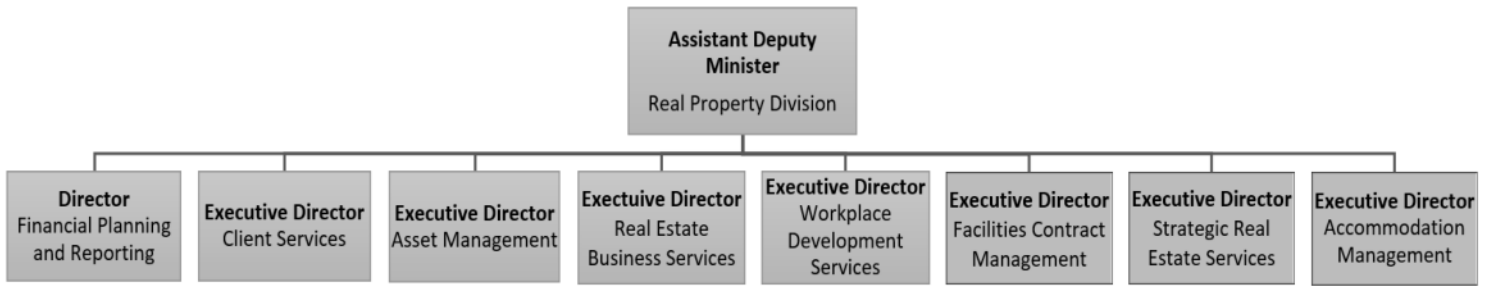 Assistant Deputy
Minister
Real Property Division
Director
Financial Planning
and Reporting
Executive Director
Client Services
Executive Director
Asset Management
Exectuive Director
Real Estate
Business Services
Executive Director
Workplace
Development
Services
Executive Director
Facilities Contract
Management
Executive Director
Strategic Real
Estate Services
Executive Director
Accommodation
Management